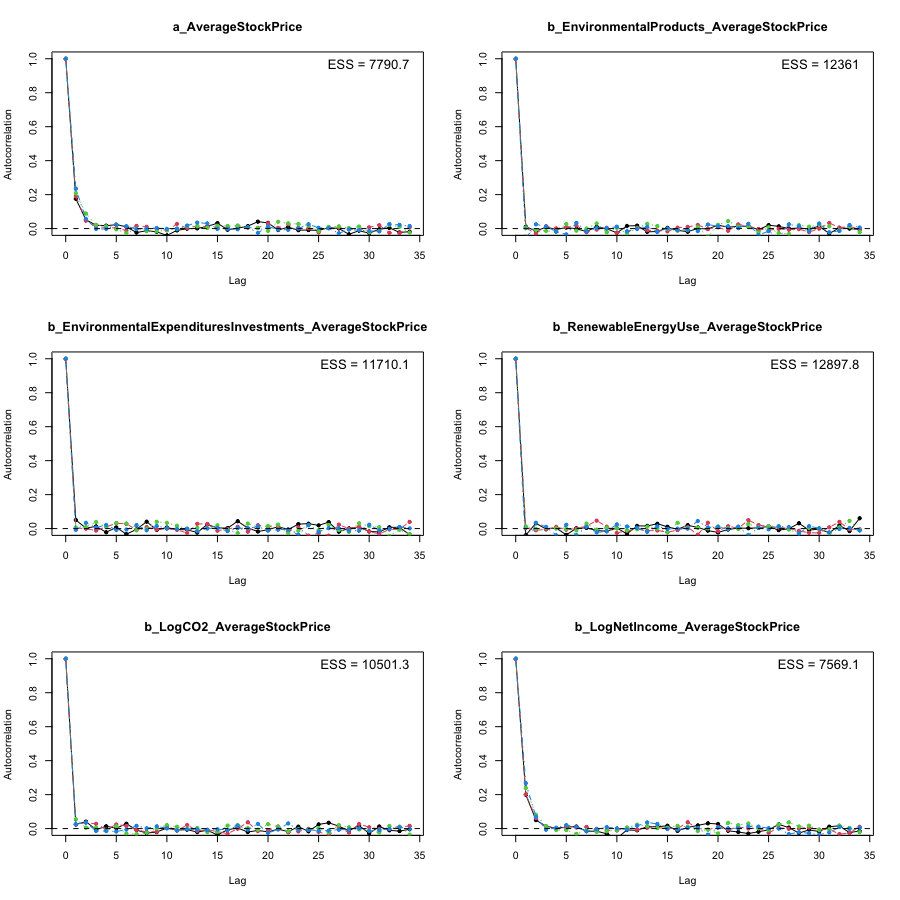 a_AverageStockPrice
ESS = 7790.7
Autocorrelation
1.0
0.8
0.6
0.4
0.2
0.0
0 5 10 15 20 25 30 35
Lag
b_EnvironmentalProducts_AverageStockPrice
ESS = 12361
Autocorrelation
1.0
0.8
0.6
0.4
0.2
0.0
0 5 10 15 20 25 30 35
Lag
b_EnvironmentalExpendituresInvestments_AverageStockPrice
ESS = 11710.1
Autocorrelation
1.0
0.8
0.6
0.4
0.2
0.0
0 5 10 15 20 25 30 35
Lag
b_RenewableEnergyUse_AverageStockPrice
ESS = 12897.8
Autocorrelation
1.0
0.8
0.6
0.4
0.2
0.0
0 5 10 15 20 25 30 35
Lag
b_LogCO2_AverageStockPrice
ESS = 10501.3
Autocorrelation
1.0
0.8
0.6
0.4
0.2
0.0
0 5 10 15 20 25 30 35
Lag
b_LogNetIncome_AverageStockPrice
ESS = 7569.1
Autocorrelation
1.0
0.8
0.6
0.4
0.2
0.0
0 5 10 15 20 25 30 35
Lag